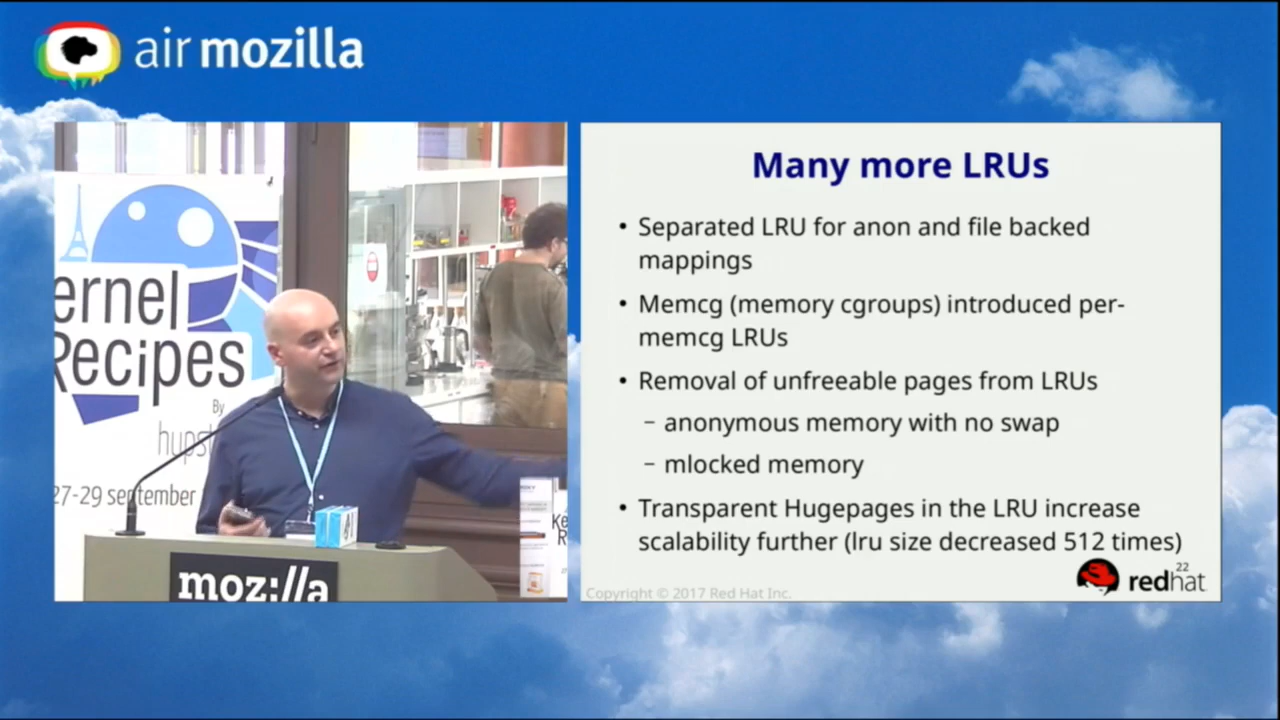 air mozilla
ernel
Recipes
By
hupst
27-29 september
moz://a
Ke
R
Many more LRUs
• Separated LRU for anon and file backed
mappings
• Memcg (memory cgroups) introduced per-
memcg LRUs
• Removal of unfreeable pages from LRUs
– anonymous memory with no swap
– mlocked memory
• Transparent Hugepages in the LRU increase
scalability further (lru size decreased 512 times)
22
redhat
Copyright © 2017 Red Hat Inc.